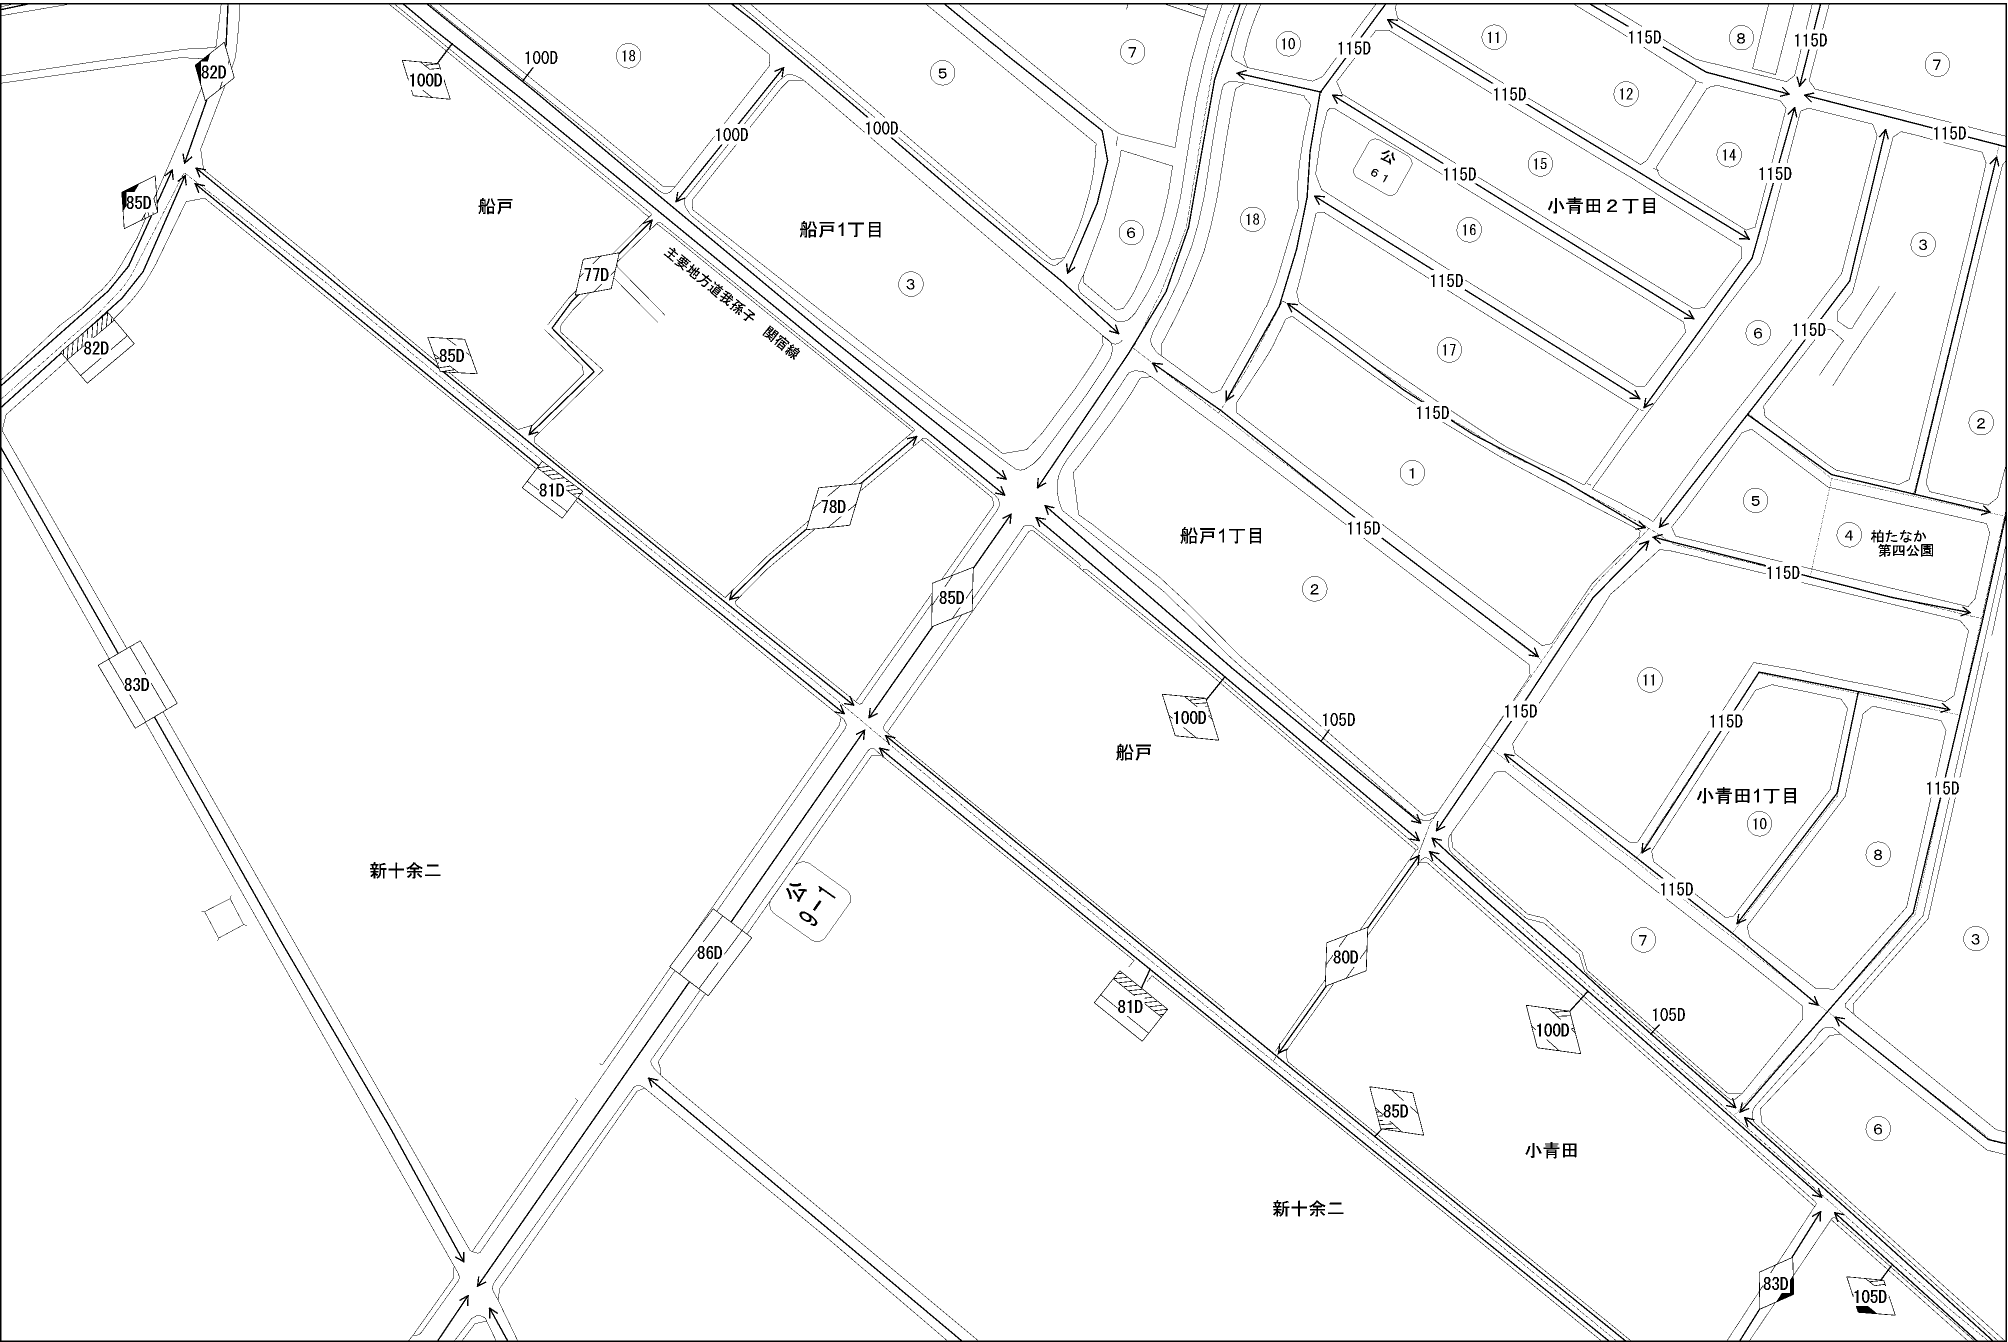 ⑩
115D
⑪
115D
⑧
115D
⑦
82D
100D
100D
⑱
⑤
⑦
⑫
115D
100D
100D
115D
公
61
115D
⑮
⑭
115D
85D
船戸
船戸1丁目
⑥
⑱
小青田2丁目
⑯
③
主要地方道我孫子 関宿線
77D
③
115D
82D
85D
⑰
⑥
115D
115D
②
81D
78D
①
⑤
115D
船戸1丁目
④
柏たなか
第四公園
115D
85D
②
83D
⑪
100D
105D
115D
115D
船戸
115D
小青田1丁目
⑩
新十余二
公
1-9
115D
⑧
86D
80D
⑦
③
81D
100D
105D
85D
小青田
⑥
新十余二
83D
105D